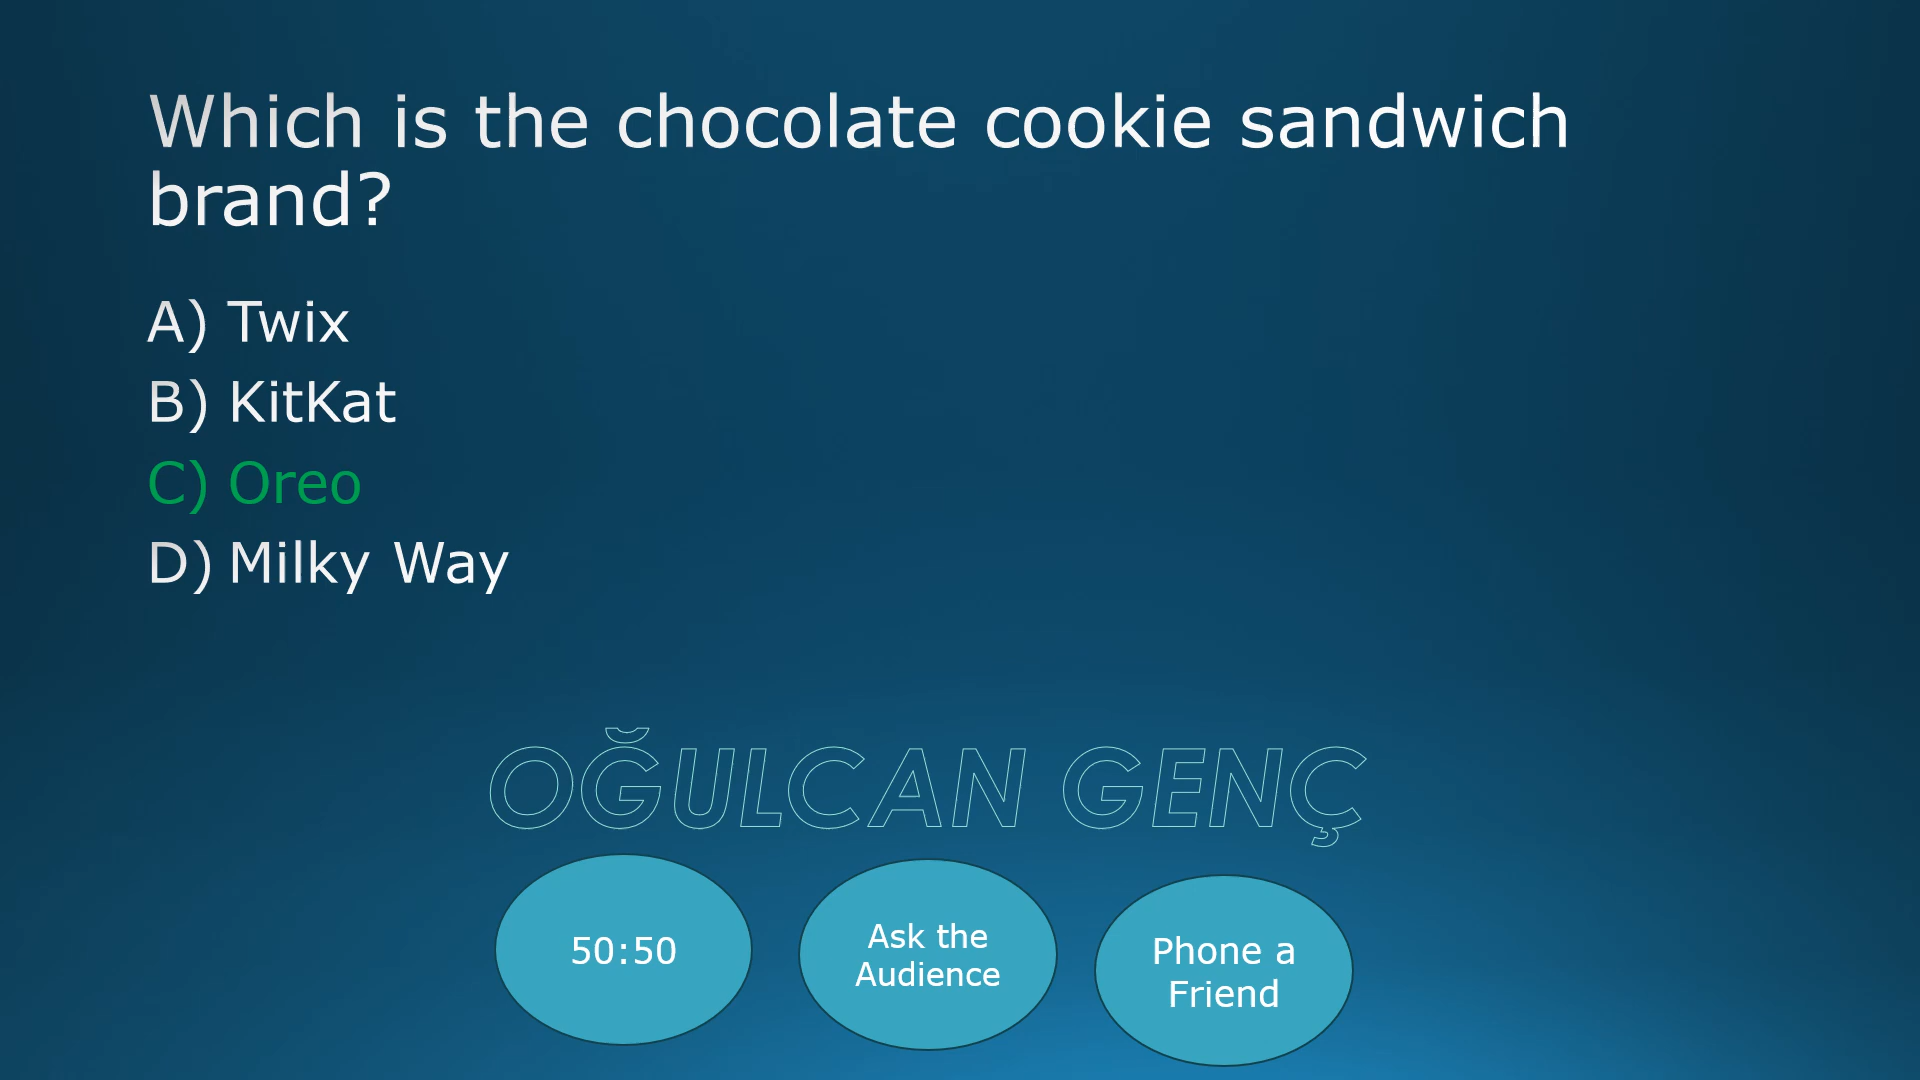 Which is the chocolate cookie sandwich
brand?
A) Twix
B) KitKat
C) Oreo
D) Milky Way
OĞULCAN GENÇ
50:50
Ask the
Audience
Phone a
Friend